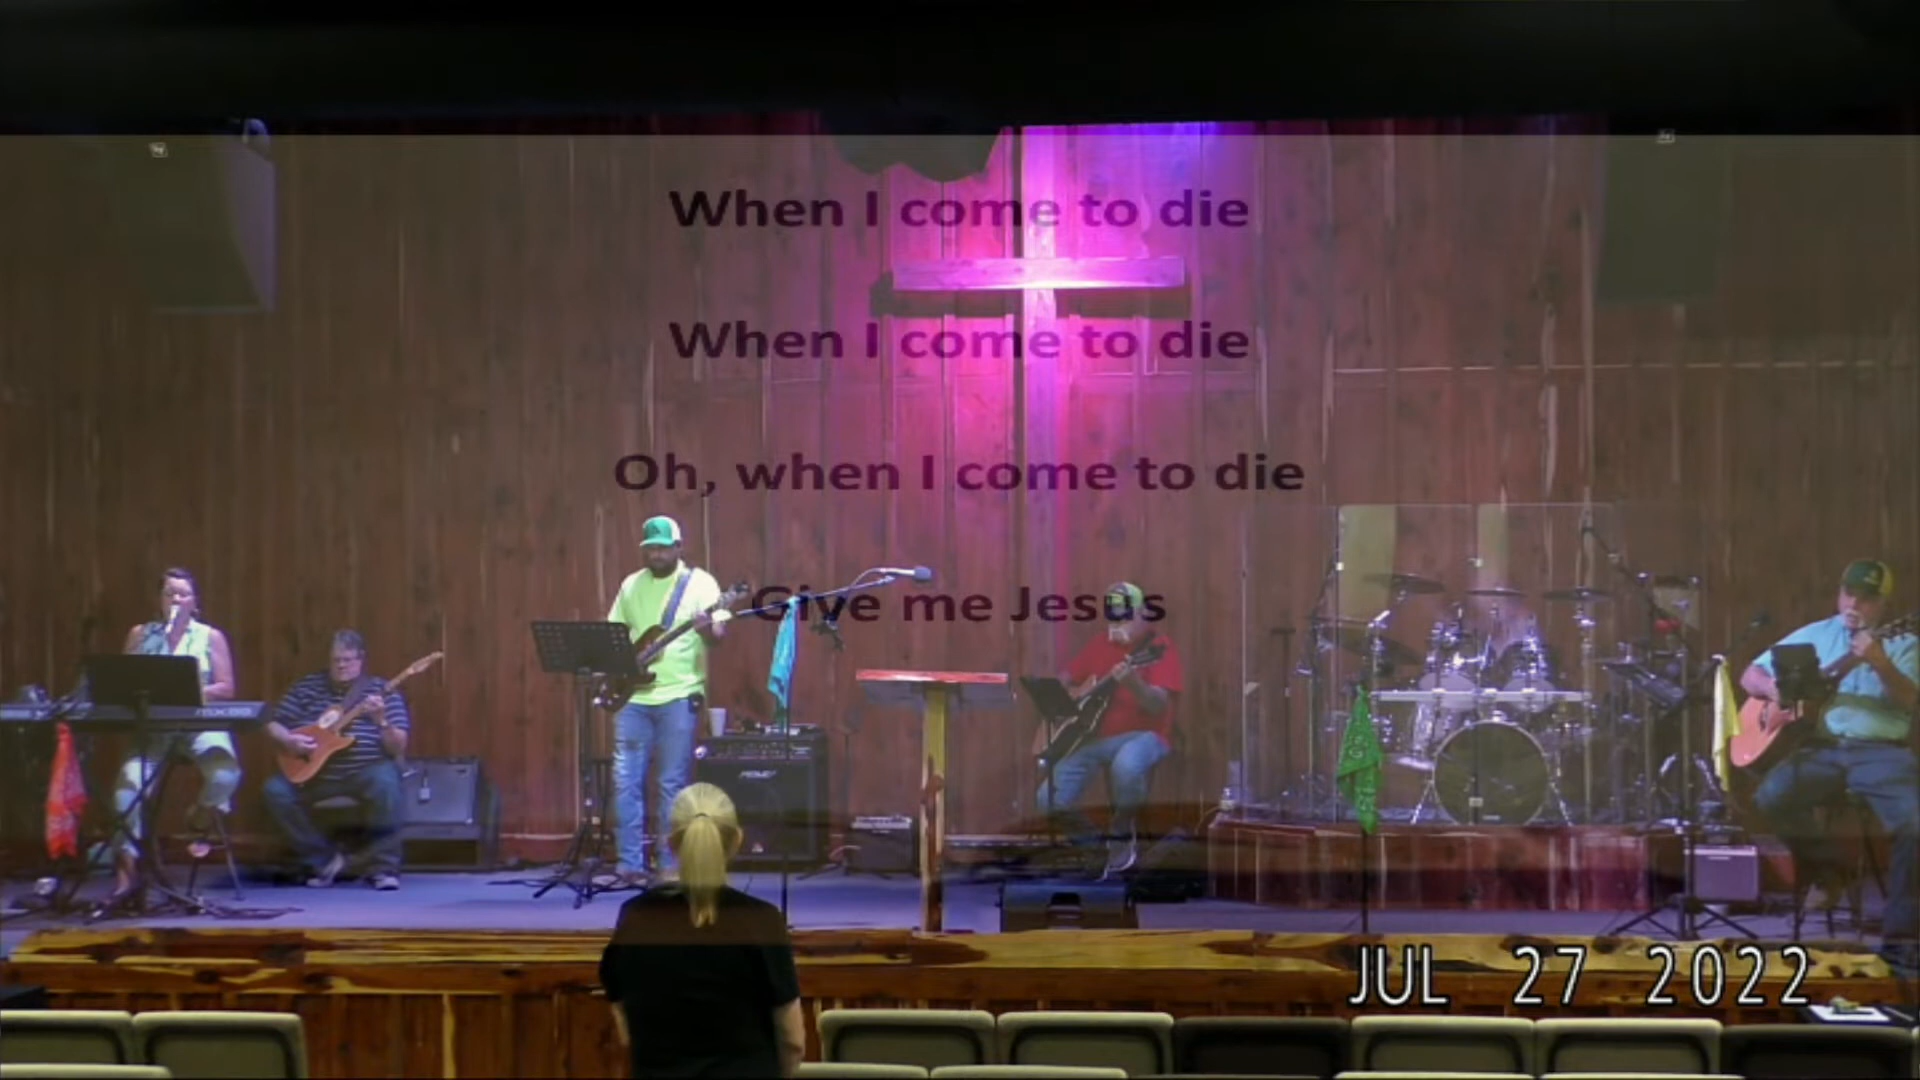 When I come to die
When I come to die
Oh, when I come to die
Give me Jesus
JUL 27 2022